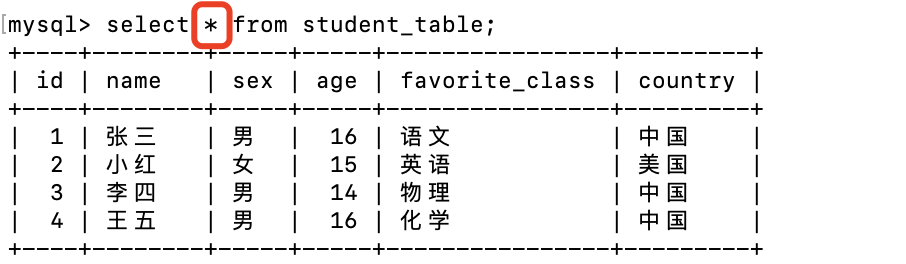 mysql> select * from student_table;
+----+--------+-----+-----+----------------+---------+
| id | name | sex | age | favorite_class | country |
+----+--------+-----+-----+----------------+---------+
| 1 | 张三 | 男 | 16 | 语文 | 中国 |
| 2 | 小红 | 女 | 15 | 英语 | 美国 |
| 3 | 李四 | 男 | 14 | 物理 | 中国 |
| 4 | 王五 | 男 | 16 | 化学 | 中国 |
+----+--------+-----+-----+----------------+---------+